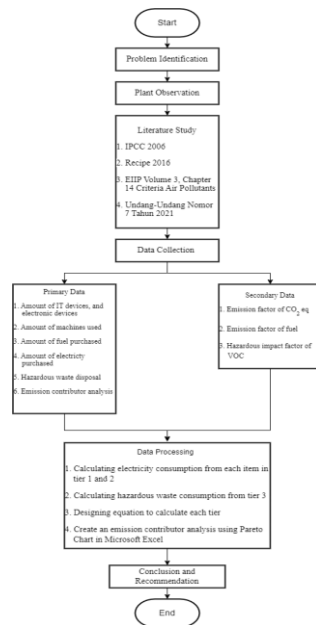 Start
Problem Identification
Plant Observation
Literature Study
1. IPCC 2006
2. Recipe 2016
3. EIIP Volume 3, Chapter
14 Criteria Air Pollutants
4. Undang-Undang Nomor
7 Tahun 2021
Data Collection
Primary Data
1. Amount of IT devices, and
electronic devices
2. Amount of machines used
3. Amount of fuel purchased
4. Amount of electricty
purchased
5. Hazardous waste disposal
6. Emission contributor analysis
Secondary Data
1. Emission factor of CO₂ eq
2. Emission factor of fuel
3. Hazardous impact factor of
VOC
Data Processing
1. Calculating electricity consumption from each item in
tier 1 and 2
2. Calculating hazardous waste consumption from tier 3
3. Designing equation to calculate each tier
4. Create an emission contributor analysis using Pareto
Chart in Microsoft Excel
Conclusion and
Recommendation
End